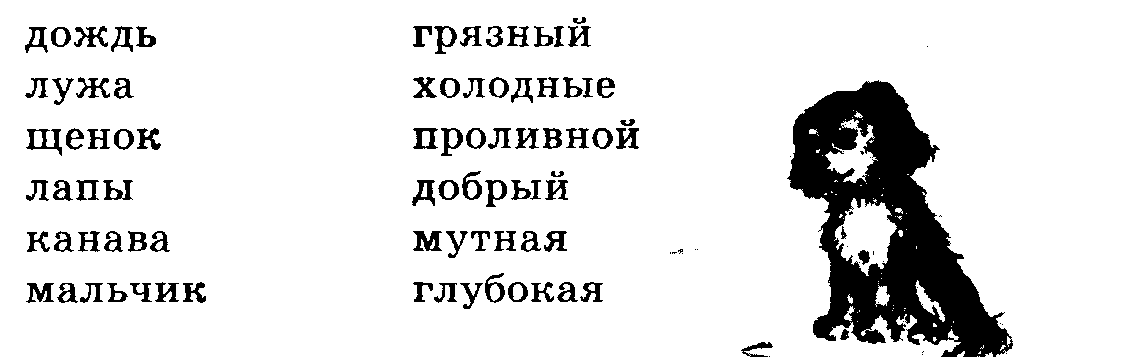 дождь грязный
лужа холодные
щенок проливной
лапы добрый
канава мутная
мальчик глубокая